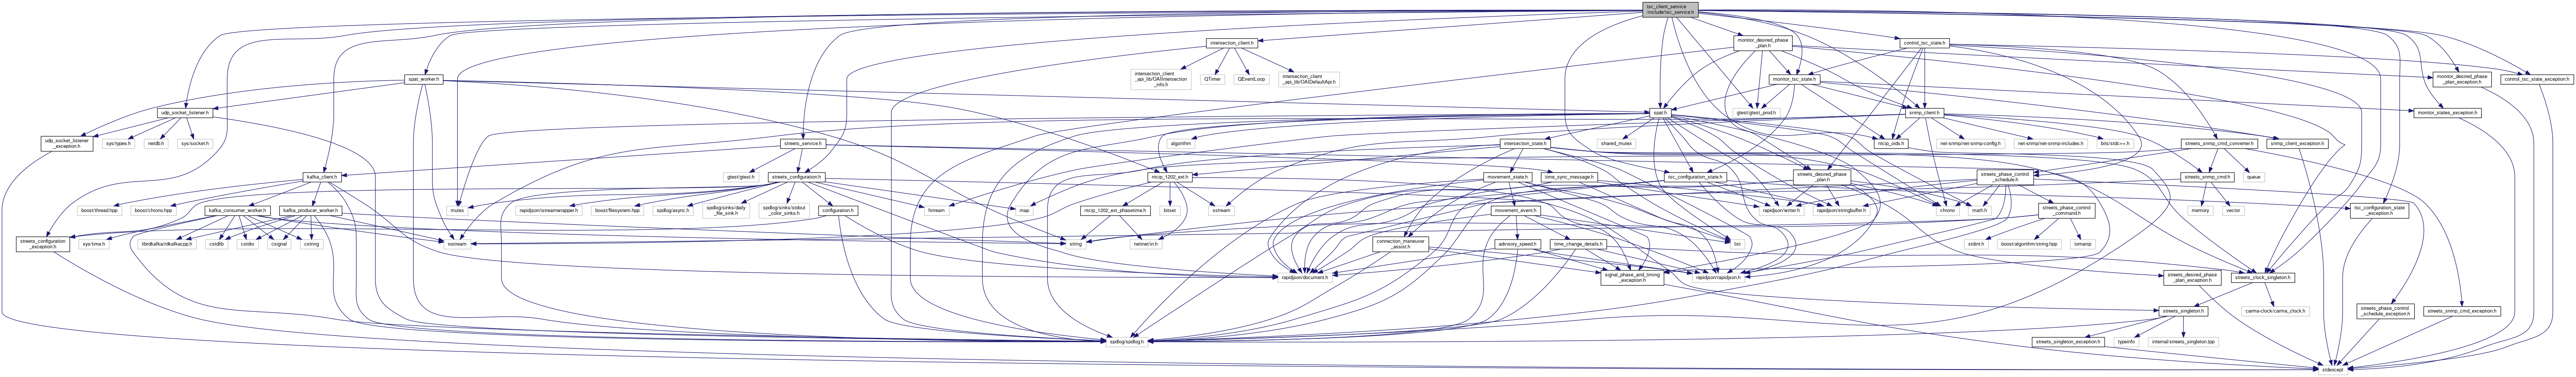 tsc_client_service
/include/tsc_service.h
intersection_client.h
monitor_desired_phase
_plan.h
control_tsc_state.h
spat_worker.h
intersection_client
_api_lib/OAIIntersection
_info.h
QTimer
QEventLoop
intersection_client
_api_lib/OAIDefaultApi.h
monitor_tsc_state.h
monitor_desired_phase
_plan_exception.h
control_tsc_state_exception.h
udp_socket_listener.h
spat.h
gtest/gtest_prod.h
snmp_client.h
monitor_states_exception.h
udp_socket_listener
_exception.h
sys/types.h
netdb.h
sys/socket.h
streets_service.h
algorithm
intersection_state.h
shared_mutex
ntcip_oids.h
net-snmp/net-snmp-config.h
net-snmp/net-snmp-includes.h
bits/stdc++.h
streets_snmp_cmd_converter.h
snmp_client_exception.h
kafka_client.h
gtest/gtest.h
streets_configuration.h
ntcip_1202_ext.h
movement_state.h
time_sync_message.h
tsc_configuration_state.h
streets_desired_phase
_plan.h
streets_phase_control
_schedule.h
streets_snmp_cmd.h
queue
boost/thread.hpp
boost/chrono.hpp
kafka_consumer_worker.h
kafka_producer_worker.h
mutex
rapidjson/istreamwrapper.h
boost/filesystem.hpp
spdlog/async.h
spdlog/sinks/daily
_file_sink.h
spdlog/sinks/stdout
_color_sinks.h
configuration.h
fstream
map
ntcip_1202_ext_phasetime.h
bitset
sstream
movement_event.h
rapidjson/writer.h
rapidjson/stringbuffer.h
chrono
math.h
streets_phase_control
_command.h
memory
vector
tsc_configuration_state
_exception.h
streets_configuration
_exception.h
sys/time.h
librdkafka/rdkafkacpp.h
cstdlib
cstdio
csignal
cstring
iostream
string
netinet/in.h
connection_maneuver
_assist.h
advisory_speed.h
time_change_details.h
list
stdint.h
boost/algorithm/string.hpp
iomanip
rapidjson/document.h
signal_phase_and_timing
_exception.h
rapidjson/rapidjson.h
streets_desired_phase
_plan_exception.h
streets_clock_singleton.h
streets_singleton.h
carma-clock/carma_clock.h
streets_phase_control
_schedule_exception.h
streets_snmp_cmd_exception.h
spdlog/spdlog.h
streets_singleton_exception.h
typeinfo
internal/streets_singleton.tpp
stdexcept